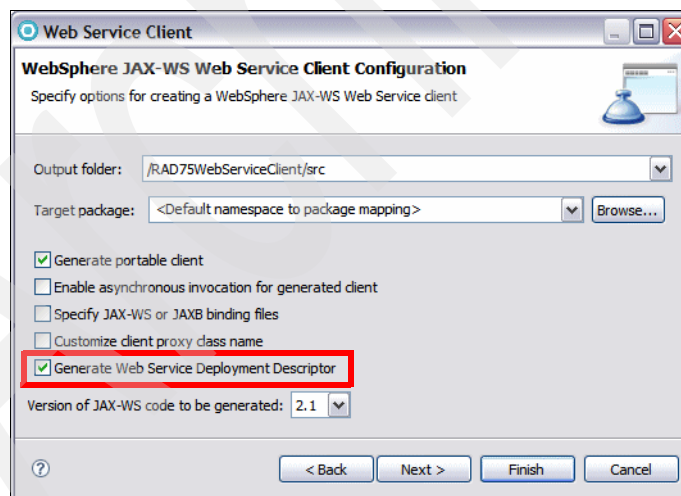 Web Service Client
WebSphere JAX-WS Web Service Client Configuration
Specify options for creating a WebSphere JAX-WS Web Service client
Output folder: /RAD75WebServiceClient/src
Target package: <Default namespace to package mapping> Browse...
Generate portable client
Enable asynchronous invocation for generated client
Specify JAX-WS or JAXB binding files
Customize client proxy class name
Generate Web Service Deployment Descriptor
Version of JAX-WS code to be generated: 2.1
? < Back Next > Finish Cancel